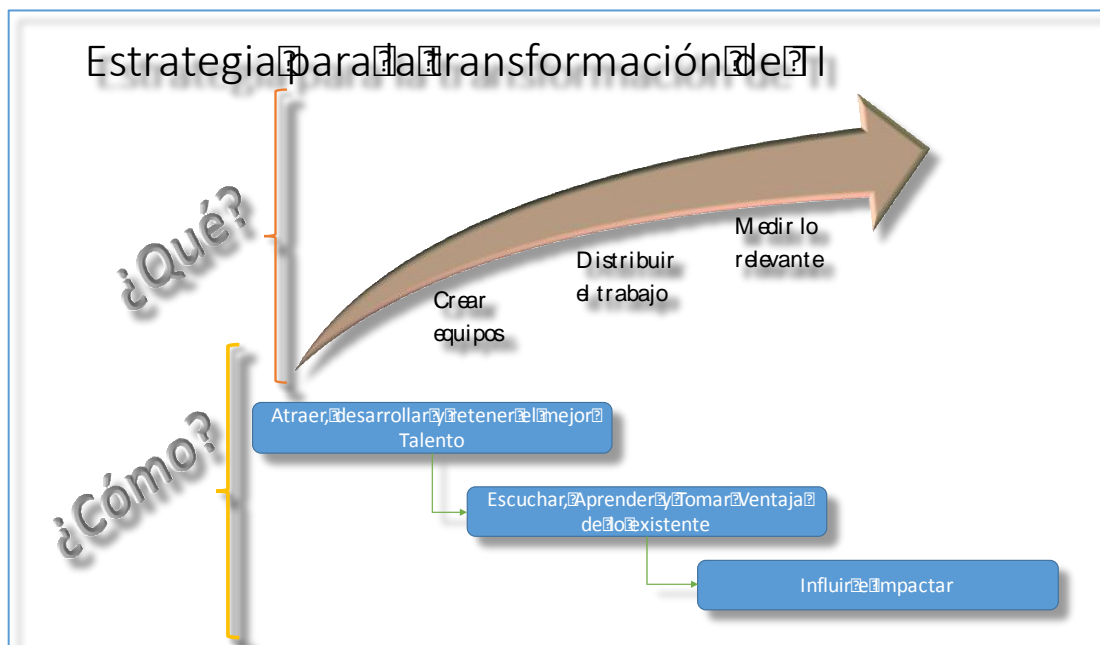 Estrategia para la transformación de TI
¿Qué?
Medir lo
relevante
Distribuir
el trabajo
Crear
equipos
¿Cómo?
Atraer, desarrollar y retener el mejor
Talento
Escuchar, Aprender y Tomar Ventaja
de lo existente
Influir e Impactar